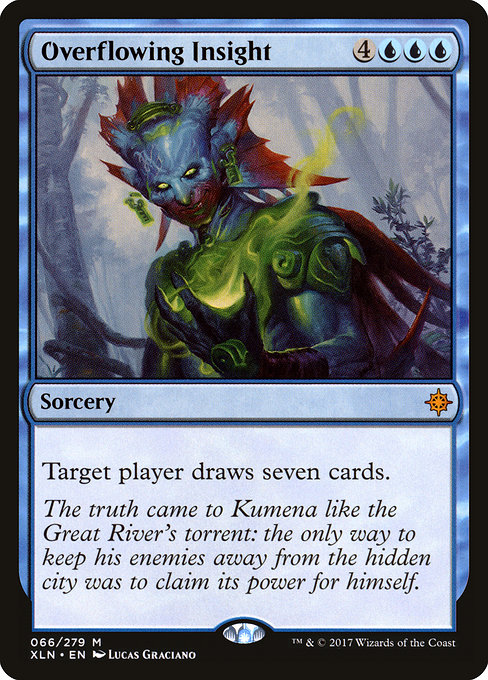 Overflowing Insight 4
Sorcery
Target player draws seven cards.
The truth came to Kumena like the
Great River's torrent: the only way to
keep his enemies away from the hidden
city was to claim its power for himself.
066/279 M
XLN • EN LUCAS GRACIANO
™ & © 2017 Wizards of the Coast